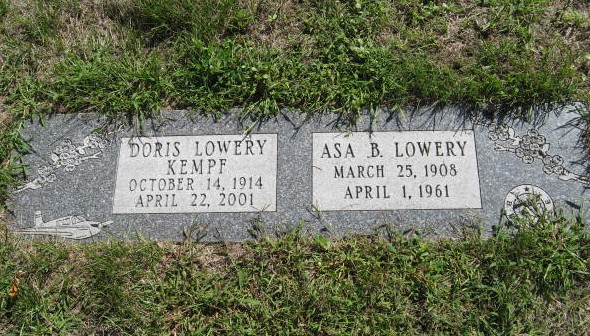 DORIS LOWERY
KEMPF
OCTOBER 14, 1914
APRIL 22, 2001
ASA B. LOWERY
MARCH 25, 1908
APRIL 1, 1961